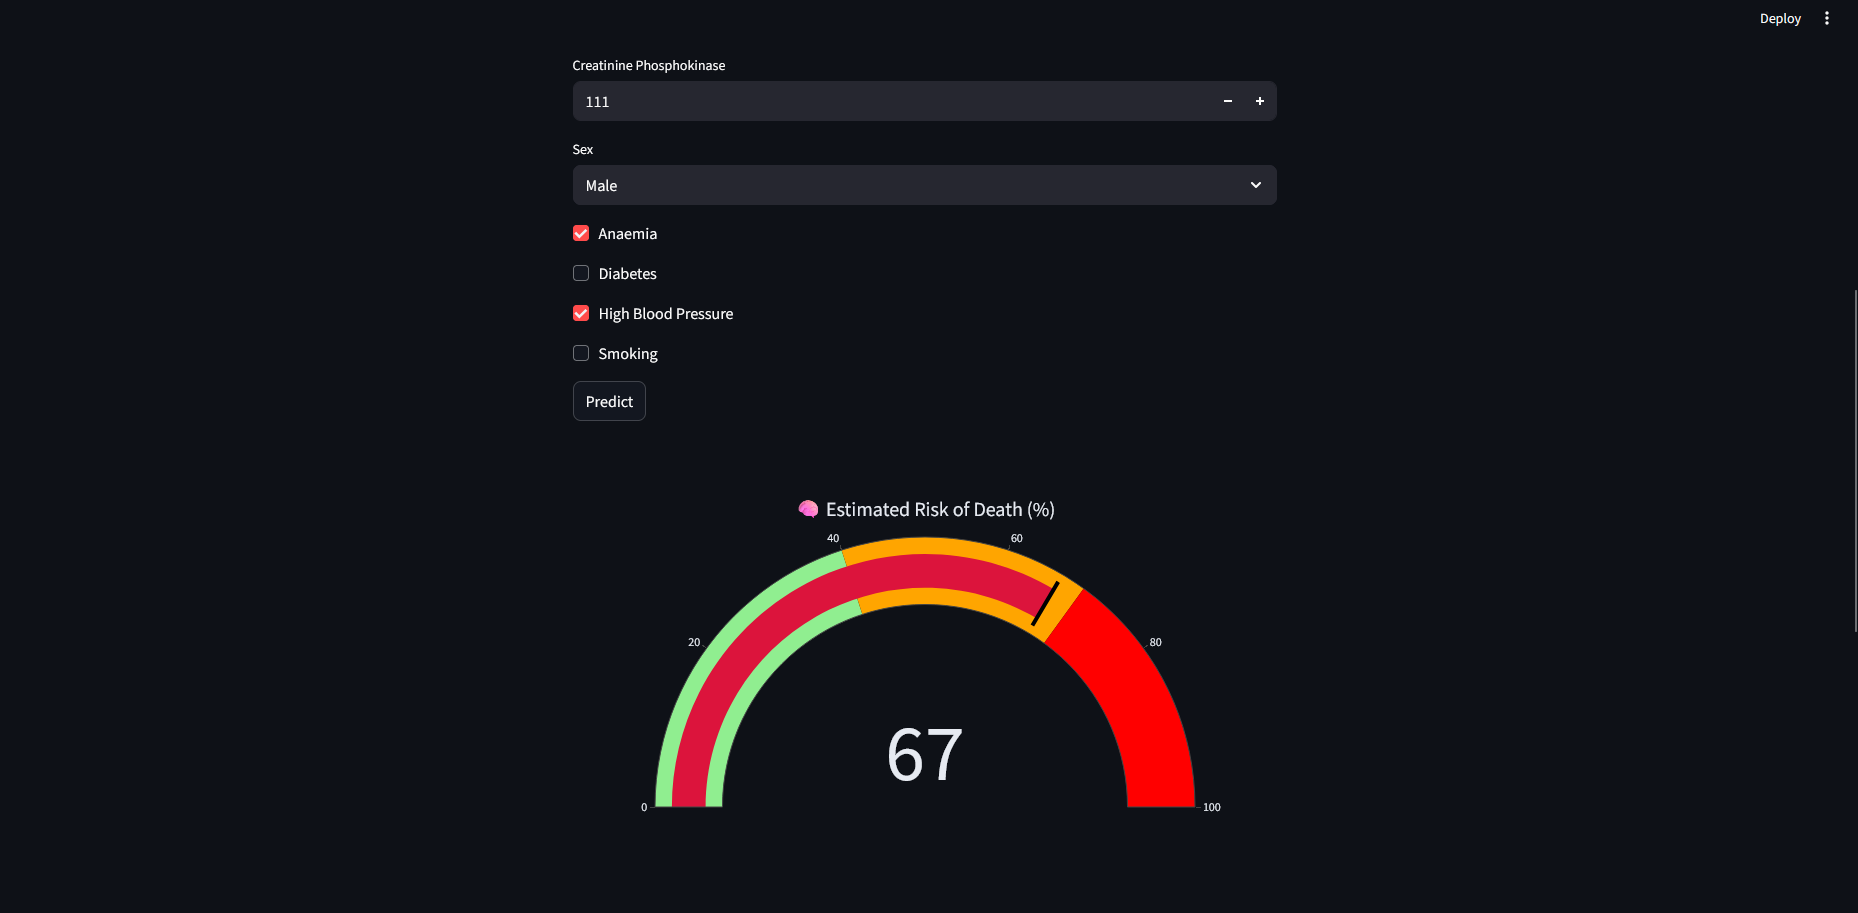 Deploy
Creatinine Phosphokinase
111
Sex
Male
Anaemia
Diabetes
High Blood Pressure
Smoking
Predict
🧠 Estimated Risk of Death (%)
40
60
20
80
67
0
100